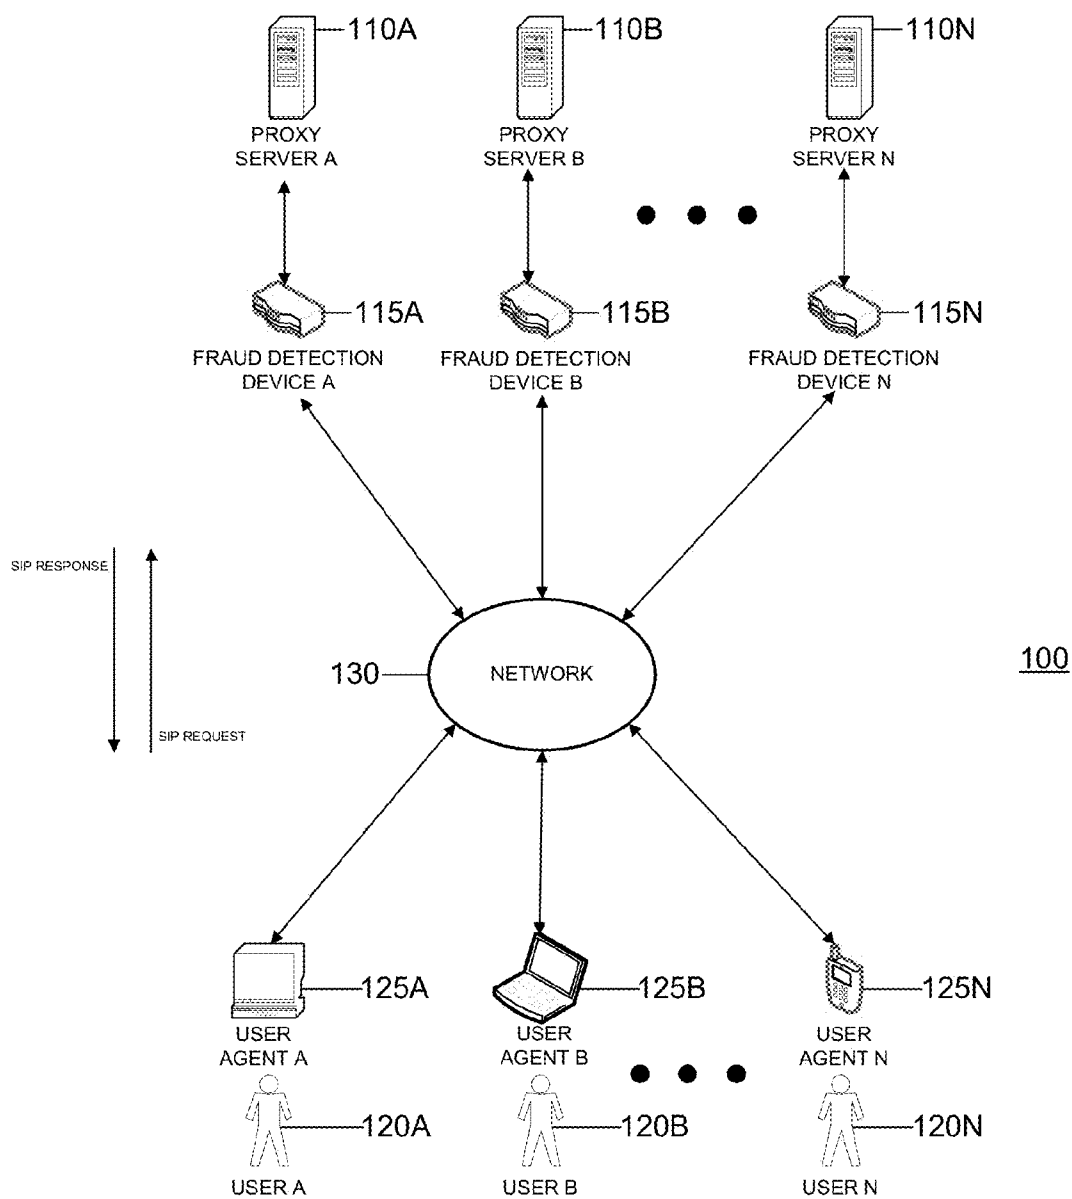 110A
110B
110N
PROXY
SERVER A
PROXY
SERVER B
PROXY
SERVER N
115A
115B
115N
FRAUD DETECTION
DEVICE A
FRAUD DETECTION
DEVICE B
FRAUD DETECTION
DEVICE N
SIP RESPONSE
SIP REQUEST
130
NETWORK
100
125A
125B
125N
USER
AGENT A
USER
AGENT B
USER
AGENT N
120A
120B
120N
USER A
USER B
USER N